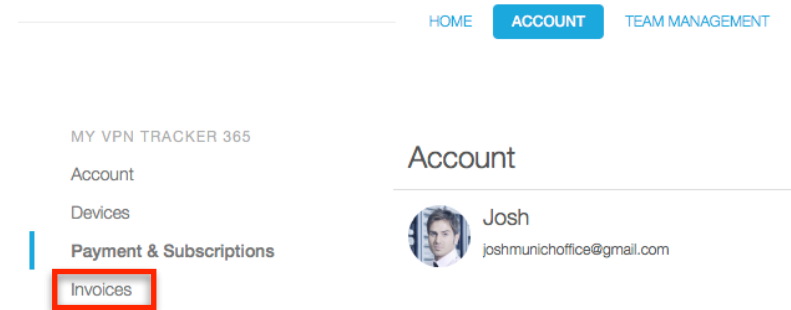 HOME ACCOUNT TEAM MANAGEMENT
MY VPN TRACKER 365
Account
Devices
Payment & Subscriptions
Invoices
Account
Josh
joshmunichoffice@gmail.com